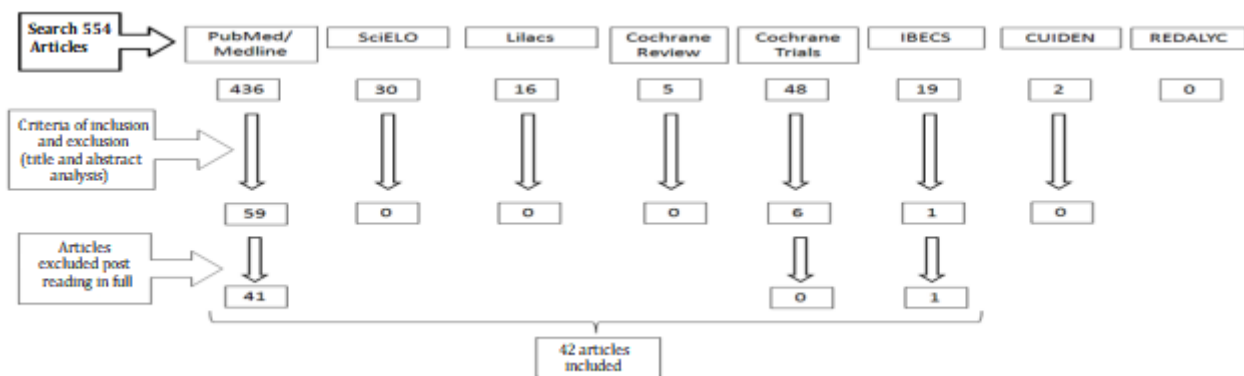 Search 554
Articles
PubMed/
Medline
SciELO
Lilacs
Cochrane
Review
Cochrane
Trials
IBECS
CUIDEN
REDALYC
436
30
16
5
48
19
2
0
Criteria of inclusion
and exclusion
(title and abstract
analysis)
59
0
0
0
6
1
0
Articles
excluded post
reading in full
41
0
1
42 articles
included